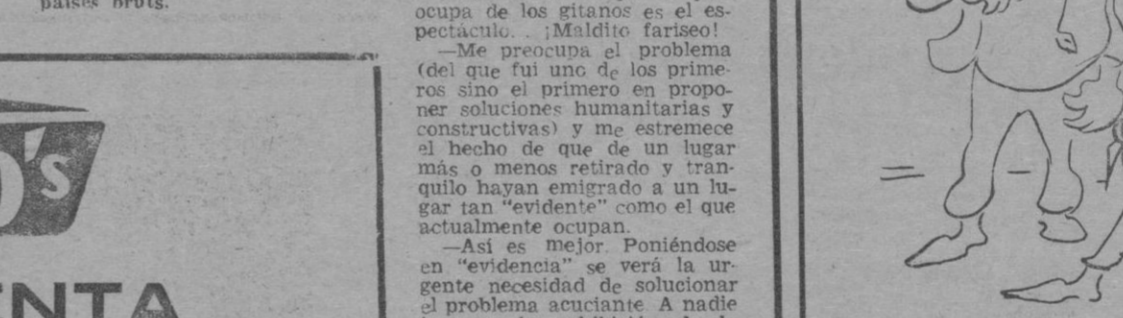 países brots.
's
ENTA
ocupa de los gitanos es el es-
pectáculo. . ¡Maldito fariseo!
—Me preocupa el problema
(del que fui uno de los prime-
ros sino el primero en propo-
ner soluciones humanitarias y
constructivas) y me estremece
el hecho de que de un lugar
más o menos retirado y tran-
quilo hayan emigrado a un lu-
gar tan "evidente" como el que
actualmente ocupan.
—Así es mejor. Poniéndose
en "evidencia" se verá la ur-
gente necesidad de solucionar
el problema acuciante. A nadie